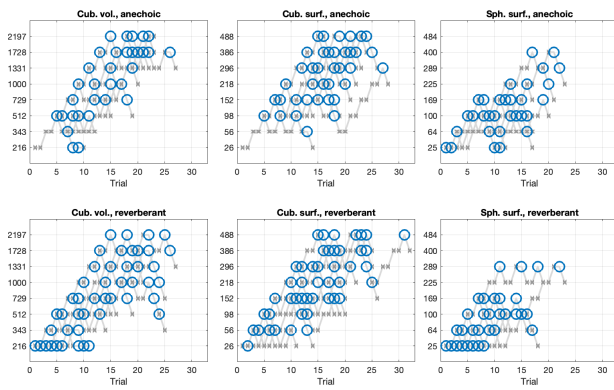 Cub. vol., anechoic
2197
1728
1331
1000
729
512
343
216
0 5 10 15 20 25 30
Trial
Cub. surf., anechoic
488
386
296
218
152
98
56
26
0 5 10 15 20 25 30
Trial
Sph. surf., anechoic
484
400
289
225
169
100
64
25
0 5 10 15 20 25 30
Trial
Cub. vol., reverberant
2197
1728
1331
1000
729
512
343
216
0 5 10 15 20 25 30
Trial
Cub. surf., reverberant
488
386
296
218
152
98
56
26
0 5 10 15 20 25 30
Trial
Sph. surf., reverberant
484
400
289
225
169
100
64
25
0 5 10 15 20 25 30
Trial